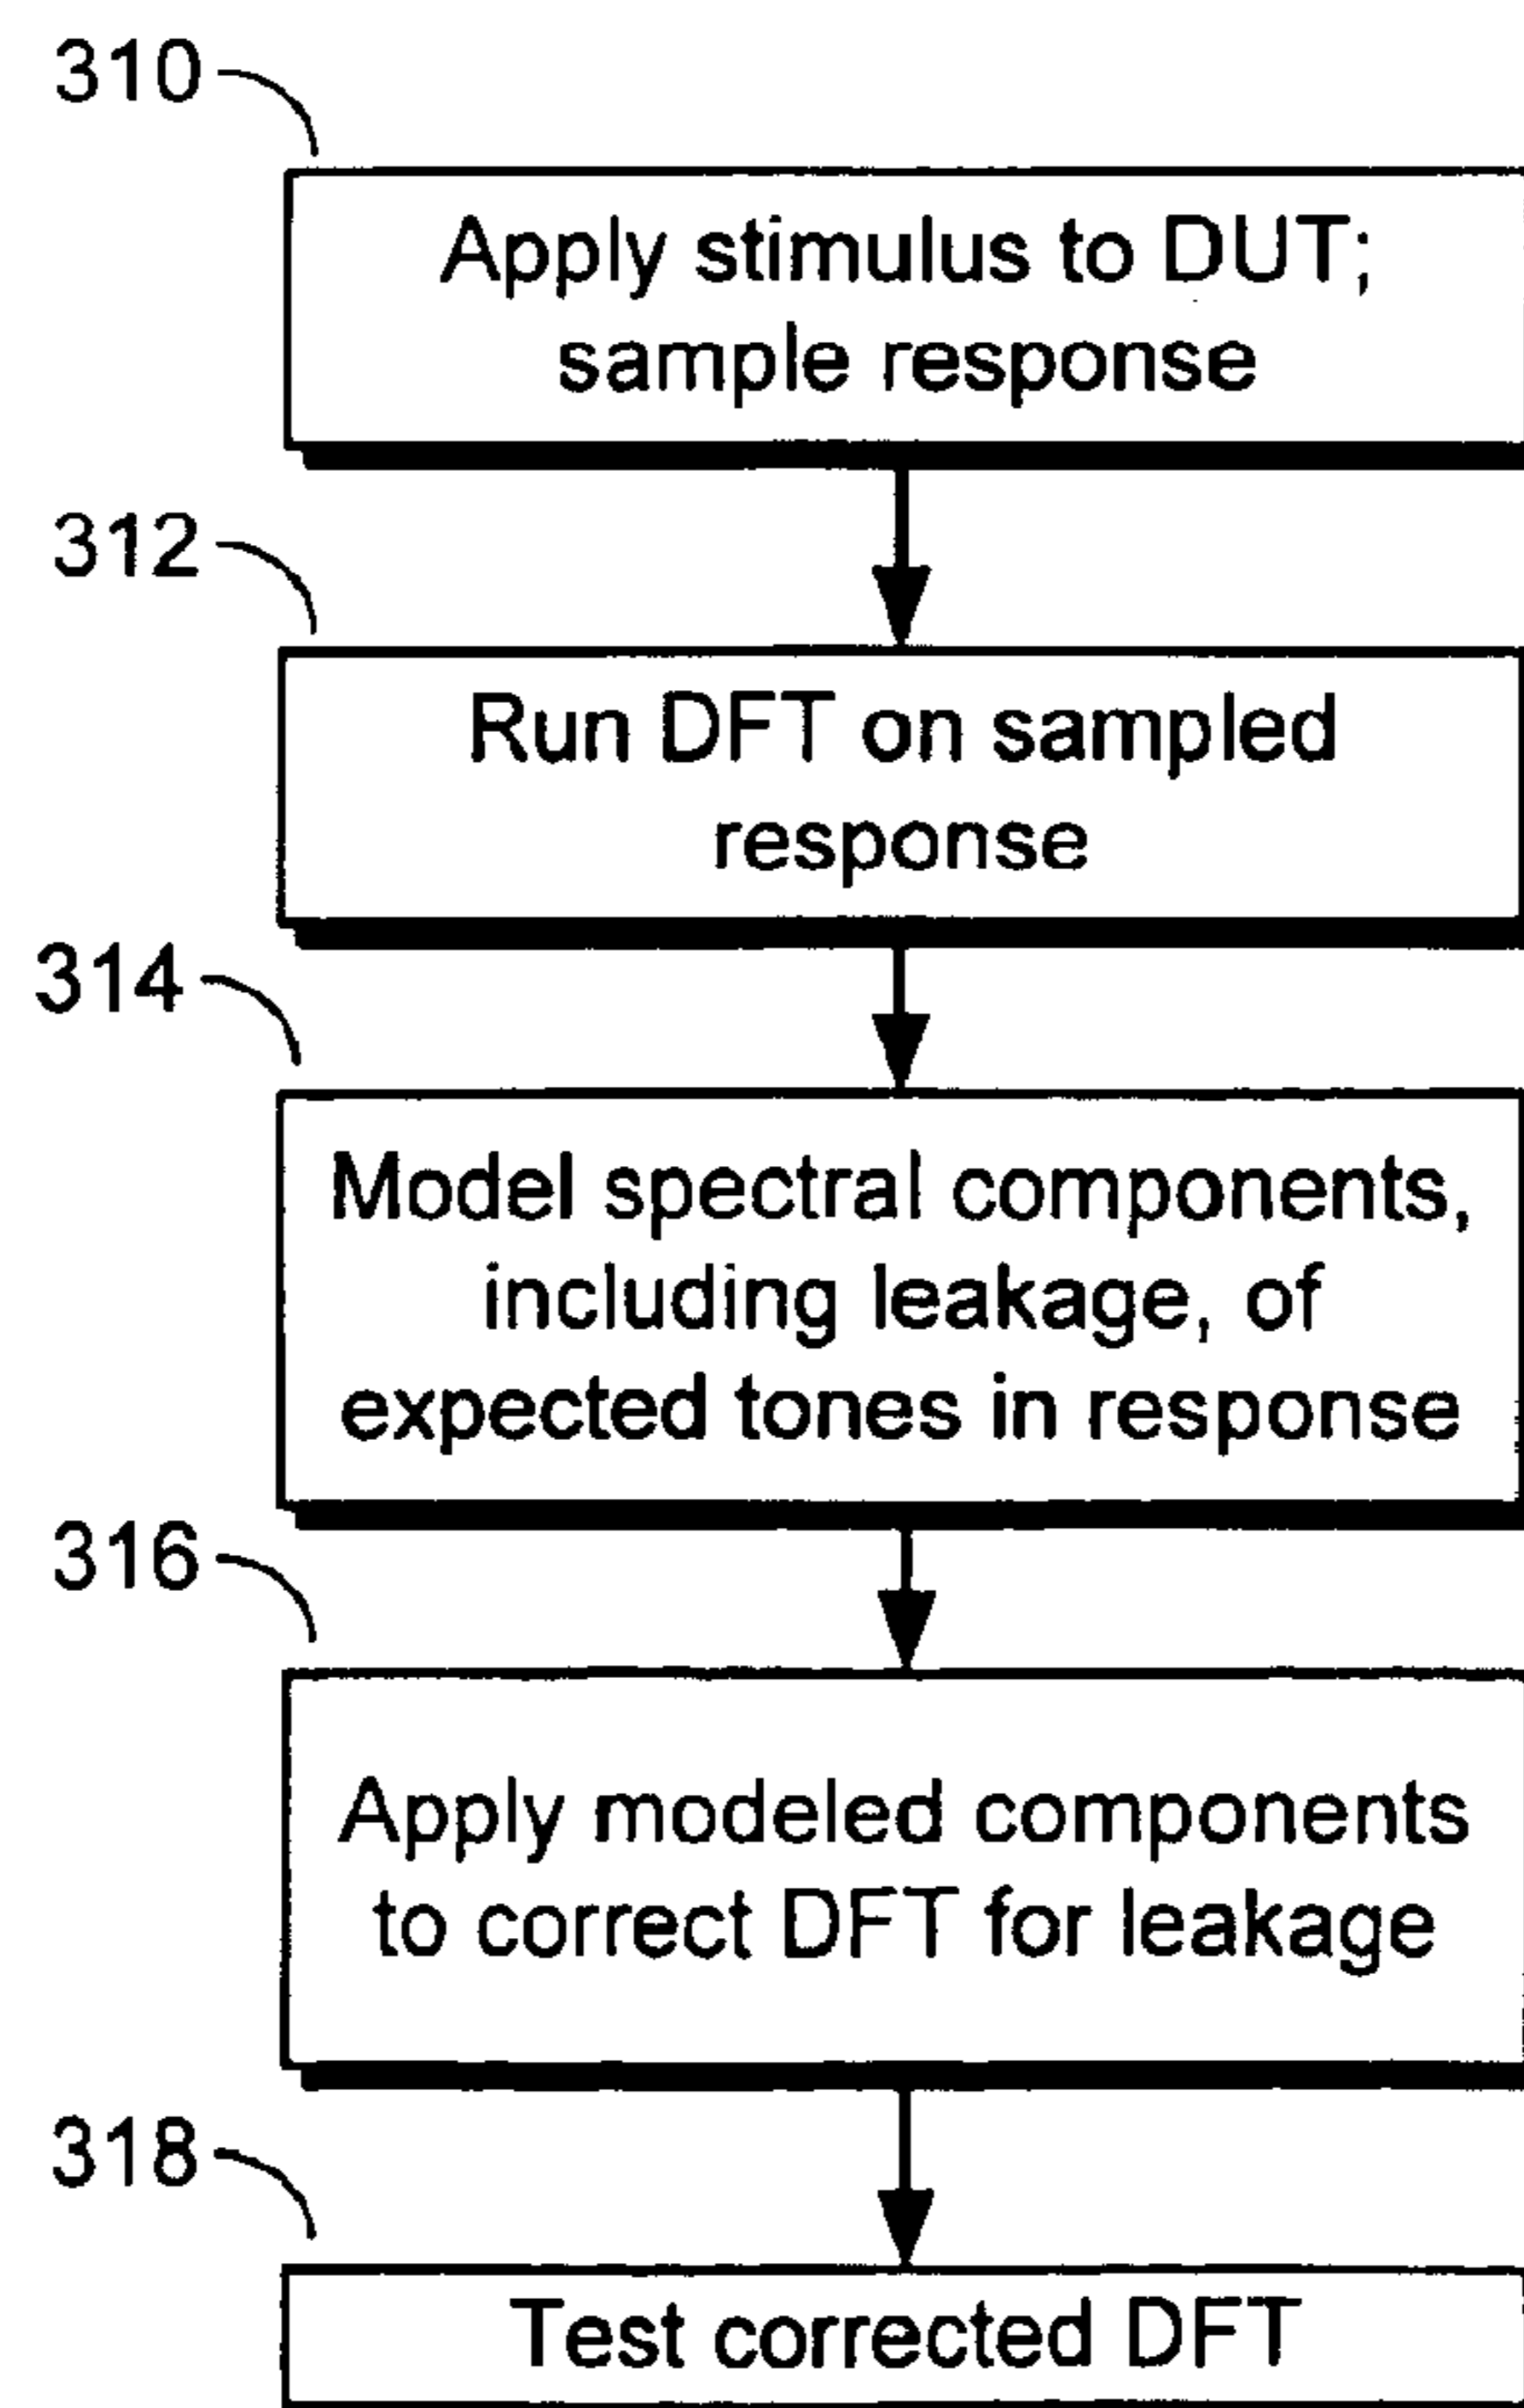 310
Apply stimulus to DUT;
sample response
312
Run DFT on sampled
response
314
Model spectral components,
including leakage, of
expected tones in response
316
Apply modeled components
to correct DFT for leakage
318
Test corrected DFT